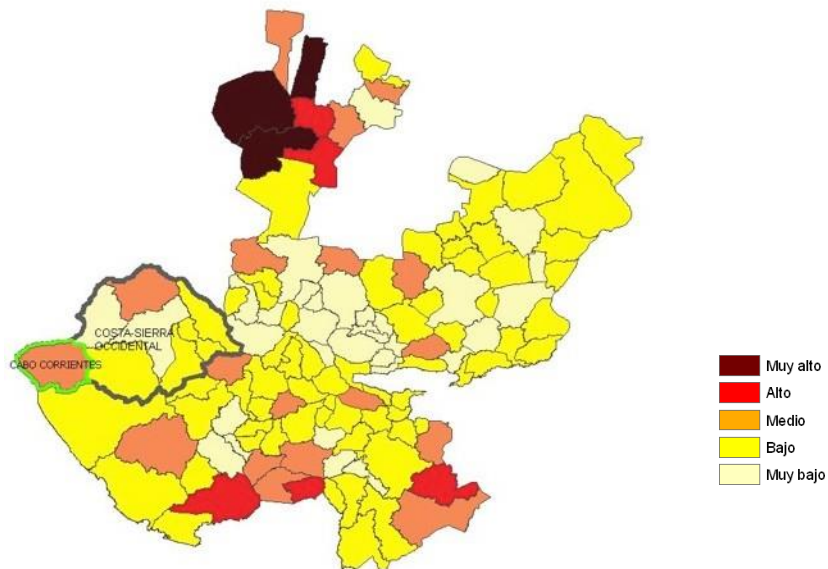 COSTA-SIERRA
OCCIDENTAL
CABO CORRIENTES
Muy alto
Alto
Medio
Bajo
Muy bajo